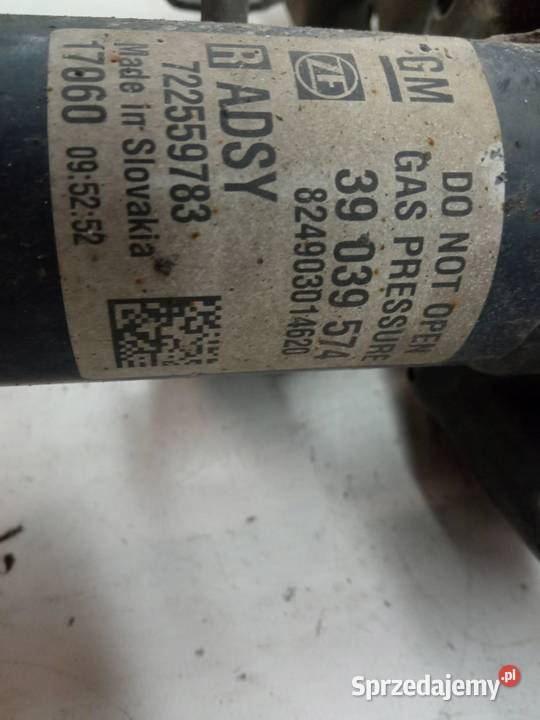 GM
DO NOT OPEN
GAS PRESSURE
39 039 574
824903014620
ZF
R ADSY
722559783
Made in Slovakia
17060 09:52:52
Sprzedajemy.pl